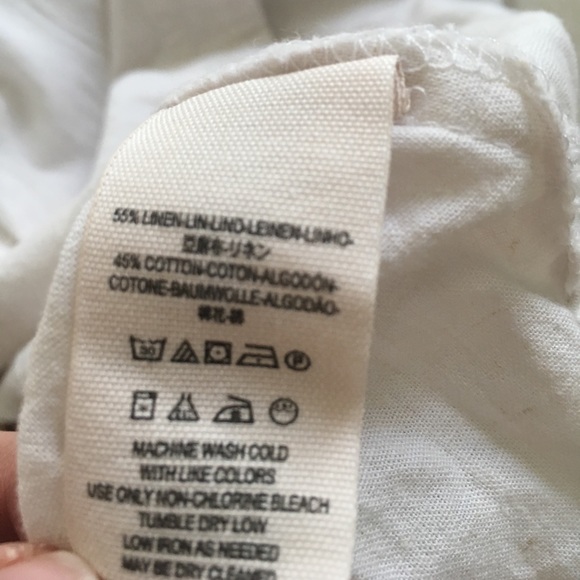 55% LINEN-LIN-LINO-LEINEN-LINHO-
亞麻布-リネン
45% COTTON-COTON-ALGODÓN-
COTONE-BAUMWOLLE-ALGODÃO-
棉花-綿
30 P
MACHINE WASH COLD
WITH LIKE COLORS
USE ONLY NON-CHLORINE BLEACH
TUMBLE DRY LOW
LOW IRON AS NEEDED
MAY BE DRY CLEANED